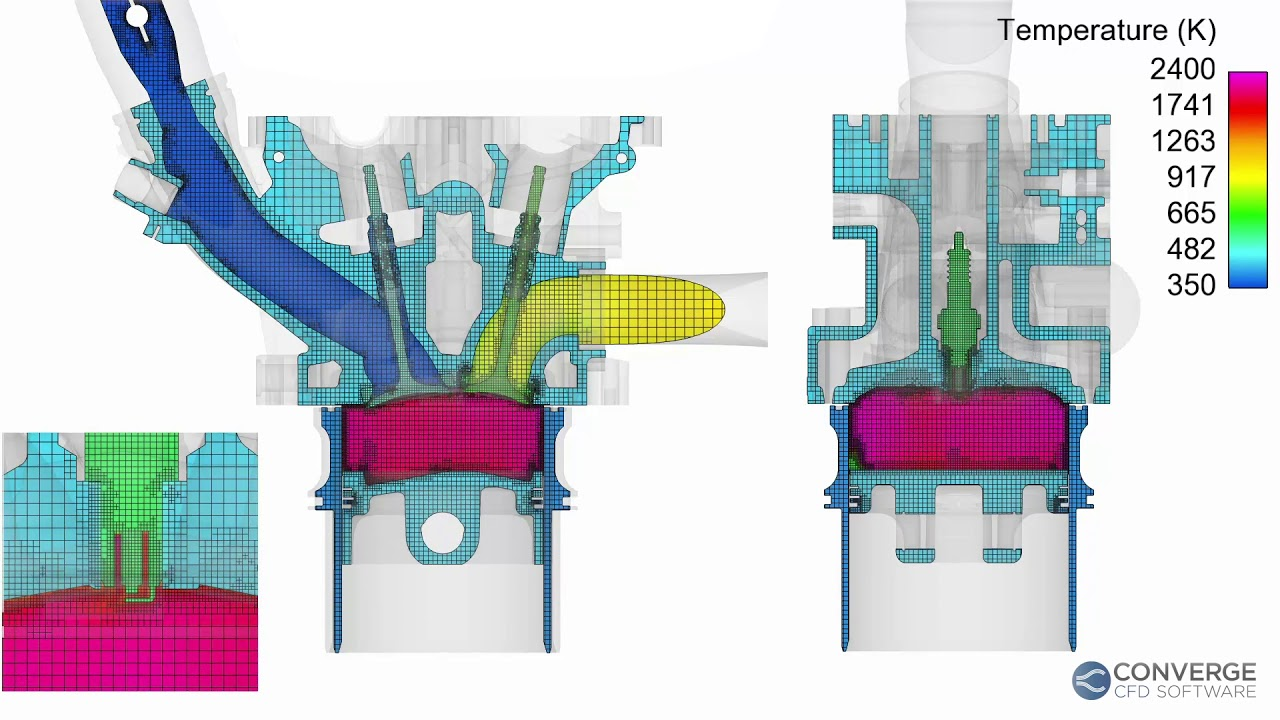 Temperature (K)
2400
1741
1263
917
665
482
350
CONVERGE
CFD SOFTWARE